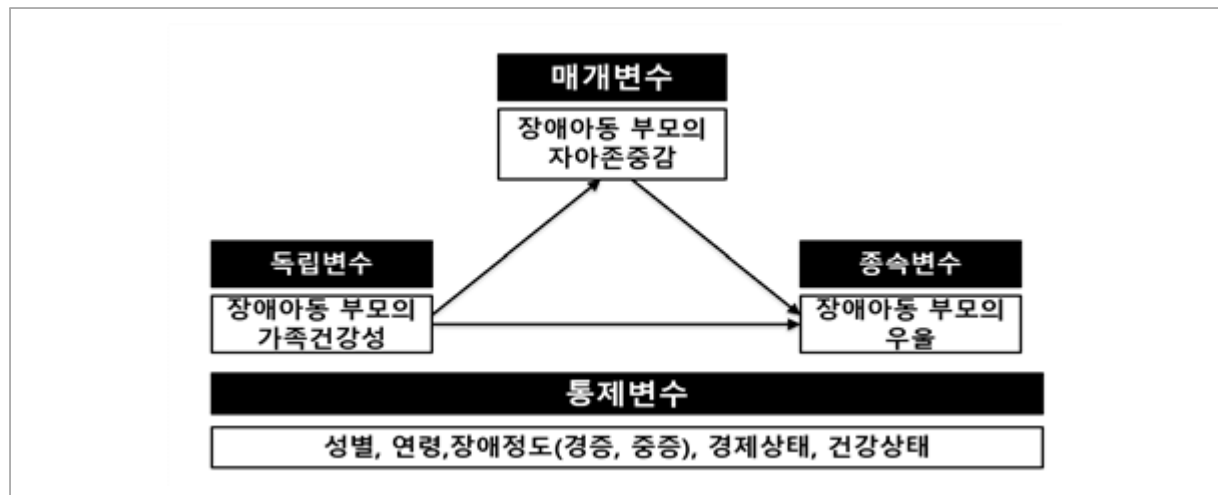 매개변수
장애아동 부모의
자아존중감
독립변수
장애아동 부모의
가족건강성
종속변수
장애아동 부모의
우울
통제변수
성별, 연령,장애정도(경증, 중증), 경제상태, 건강상태